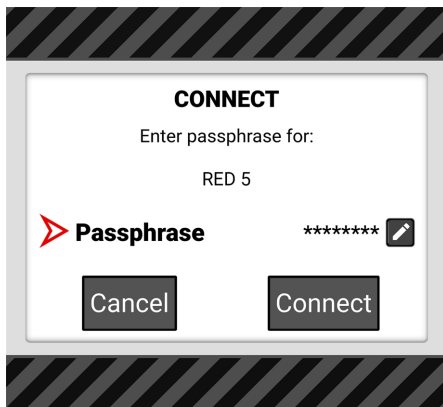 CONNECT
Enter passphrase for:
RED 5
Passphrase ********
Cancel Connect